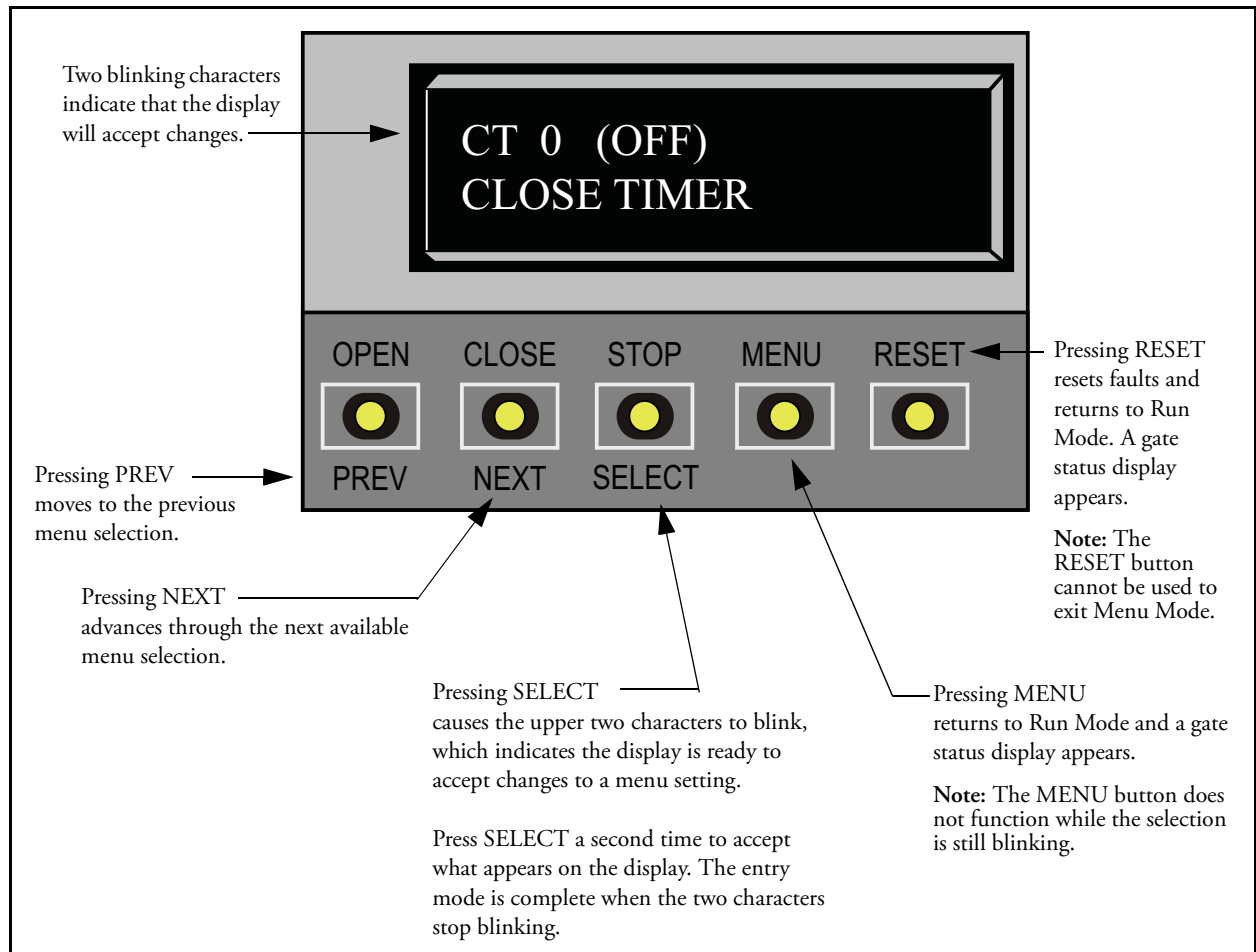 Two blinking characters
indicate that the display
will accept changes.
CT 0 (OFF)
CLOSE TIMER
OPEN CLOSE STOP MENU RESET
PREV NEXT SELECT
Pressing RESET
resets faults and
returns to Run
Mode. A gate
status display
appears.
Note: The
RESET button
cannot be used to
exit Menu Mode.
Pressing PREV
moves to the previous
menu selection.
Pressing NEXT
advances through the next available
menu selection.
Pressing SELECT
causes the upper two characters to blink,
which indicates the display is ready to
accept changes to a menu setting.
Press SELECT a second time to accept
what appears on the display. The entry
mode is complete when the two characters
stop blinking.
Pressing MENU
returns to Run Mode and a gate
status display appears.
Note: The MENU button does
not function while the selection
is still blinking.